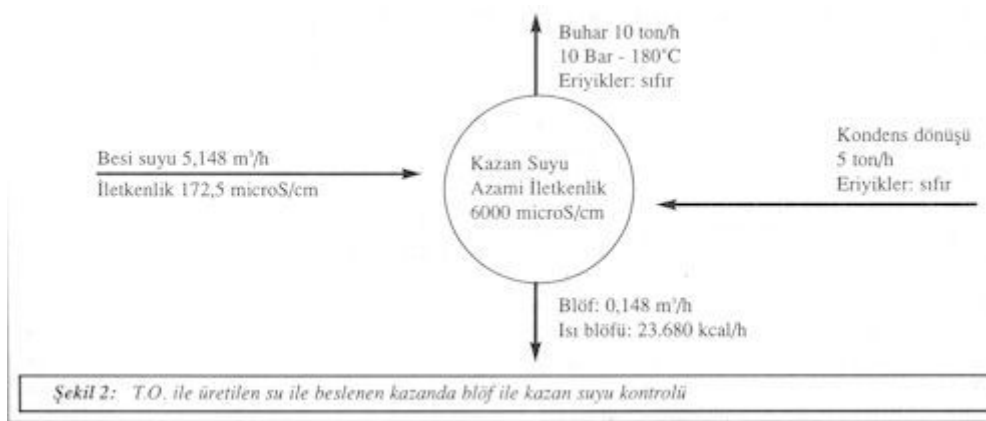 Buhar 10 ton/h
10 Bar - 180°C
Eriyikler: sıfır
Besi suyu 5,148 m³/h
İletkenlik 172,5 microS/cm
Kazan Suyu
Azami İletkenlik
6000 microS/cm
Kondens dönüşü
5 ton/h
Eriyikler: sıfır
Blöf: 0,148 m³/h
Isı blöfü: 23.680 kcal/h
Şekil 2: T.O. ile üretilen su ile beslenen kazanda blöf ile kazan suyu kontrolü